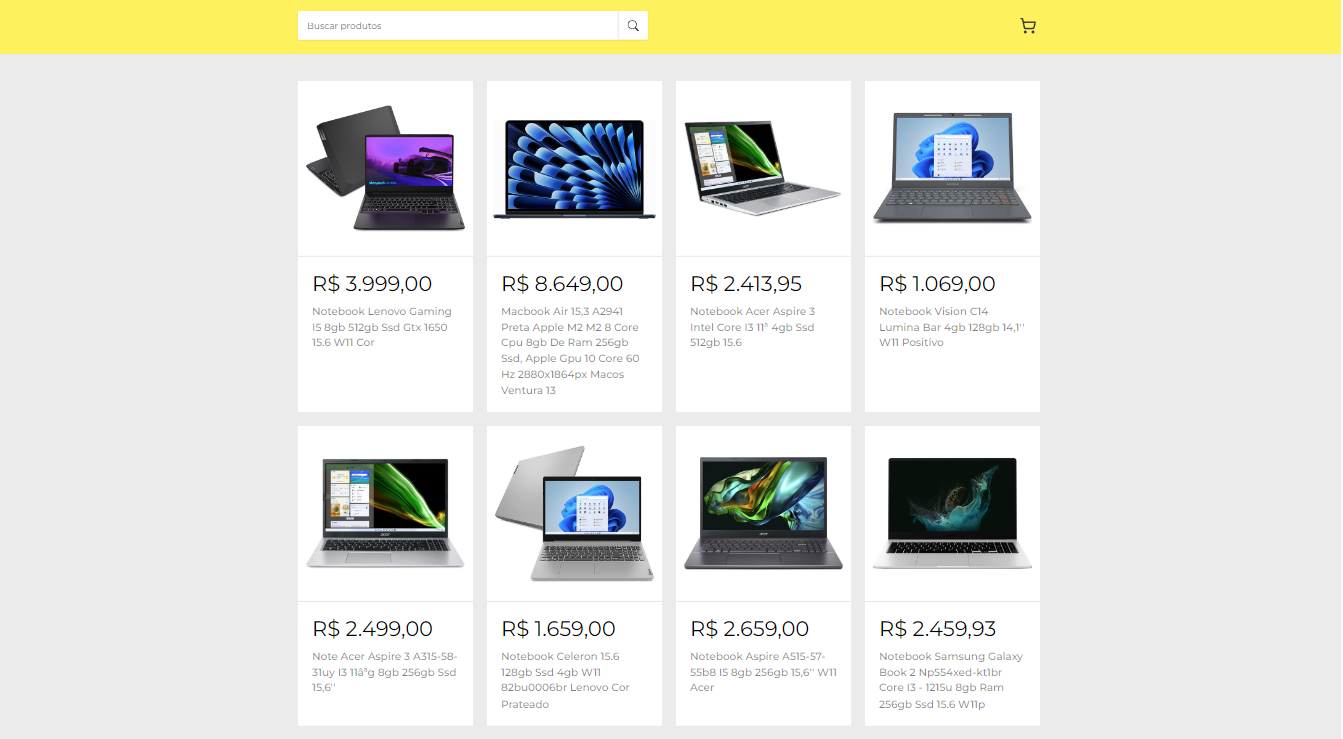 Buscar produtos
R$ 3.999,00
Notebook Lenovo Gaming
I5 8gb 512gb Ssd Gtx 1650
15.6 W11 Cor
R$ 8.649,00
Macbook Air 15,3 A2941
Preta Apple M2 M2 8 Core
Cpu 8gb De Ram 256gb
Ssd, Apple Gpu 10 Core 60
Hz 2880x1864px Macos
Ventura 13
R$ 2.413,95
Notebook Acer Aspire 3
Intel Core I3 11ª 4gb Ssd
512gb 15.6
R$ 1.069,00
Notebook Vision C14
Lumina Bar 4gb 128gb 14,1''
W11 Positivo
R$ 2.499,00
Note Acer Aspire 3 A315-58-
31uy I3 11âªg 8gb 256gb Ssd
15,6''
R$ 1.659,00
Notebook Celeron 15.6
128gb Ssd 4gb W11
82bu0006br Lenovo Cor
Prateado
R$ 2.659,00
Notebook Aspire A515-57-
55b8 I5 8gb 256gb 15,6'' W11
Acer
R$ 2.459,93
Notebook Samsung Galaxy
Book 2 Np554xed-kt1br
Core I3 - 1215u 8gb Ram
256gb Ssd 15.6 W11p